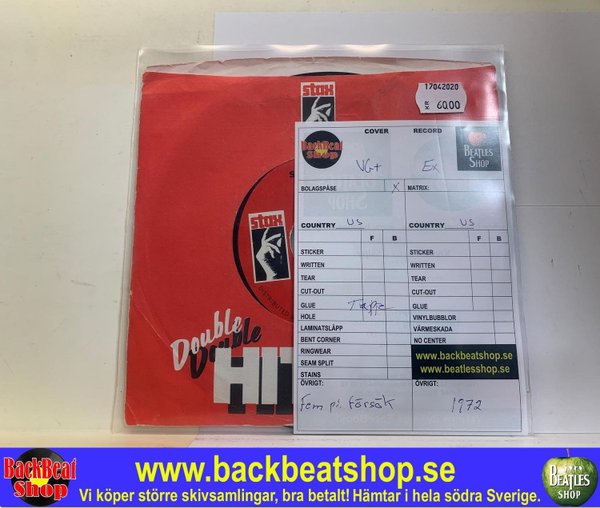 stax
17042020
KR 60.00
COVER RECORD
BackBeat Shop
BEATLES SHOP
VG+ Ex
BOLAGSPÅSE X MATRIX:
COUNTRY US COUNTRY US
F B F B
STICKER STICKER
WRITTEN WRITTEN
TEAR TEAR
CUT-OUT CUT-OUT
GLUE GLUE
HOLE VINYLBUBBLOR
LAMINATSLÄPP VÄRMESKADA
BENT CORNER NO CENTER
RINGWEAR www.backbeatshop.se
SEAM SPLIT www.beatlesshop.se
STAINS
ÖVRIGT: ÖVRIGT:
Fem på försök 1972
stax
Double
Double
HIT
BackBeat Shop
www.backbeatshop.se
Vi köper större skivsamlingar, bra betalt! Hämtar i hela södra Sverige.
BEATLES SHOP